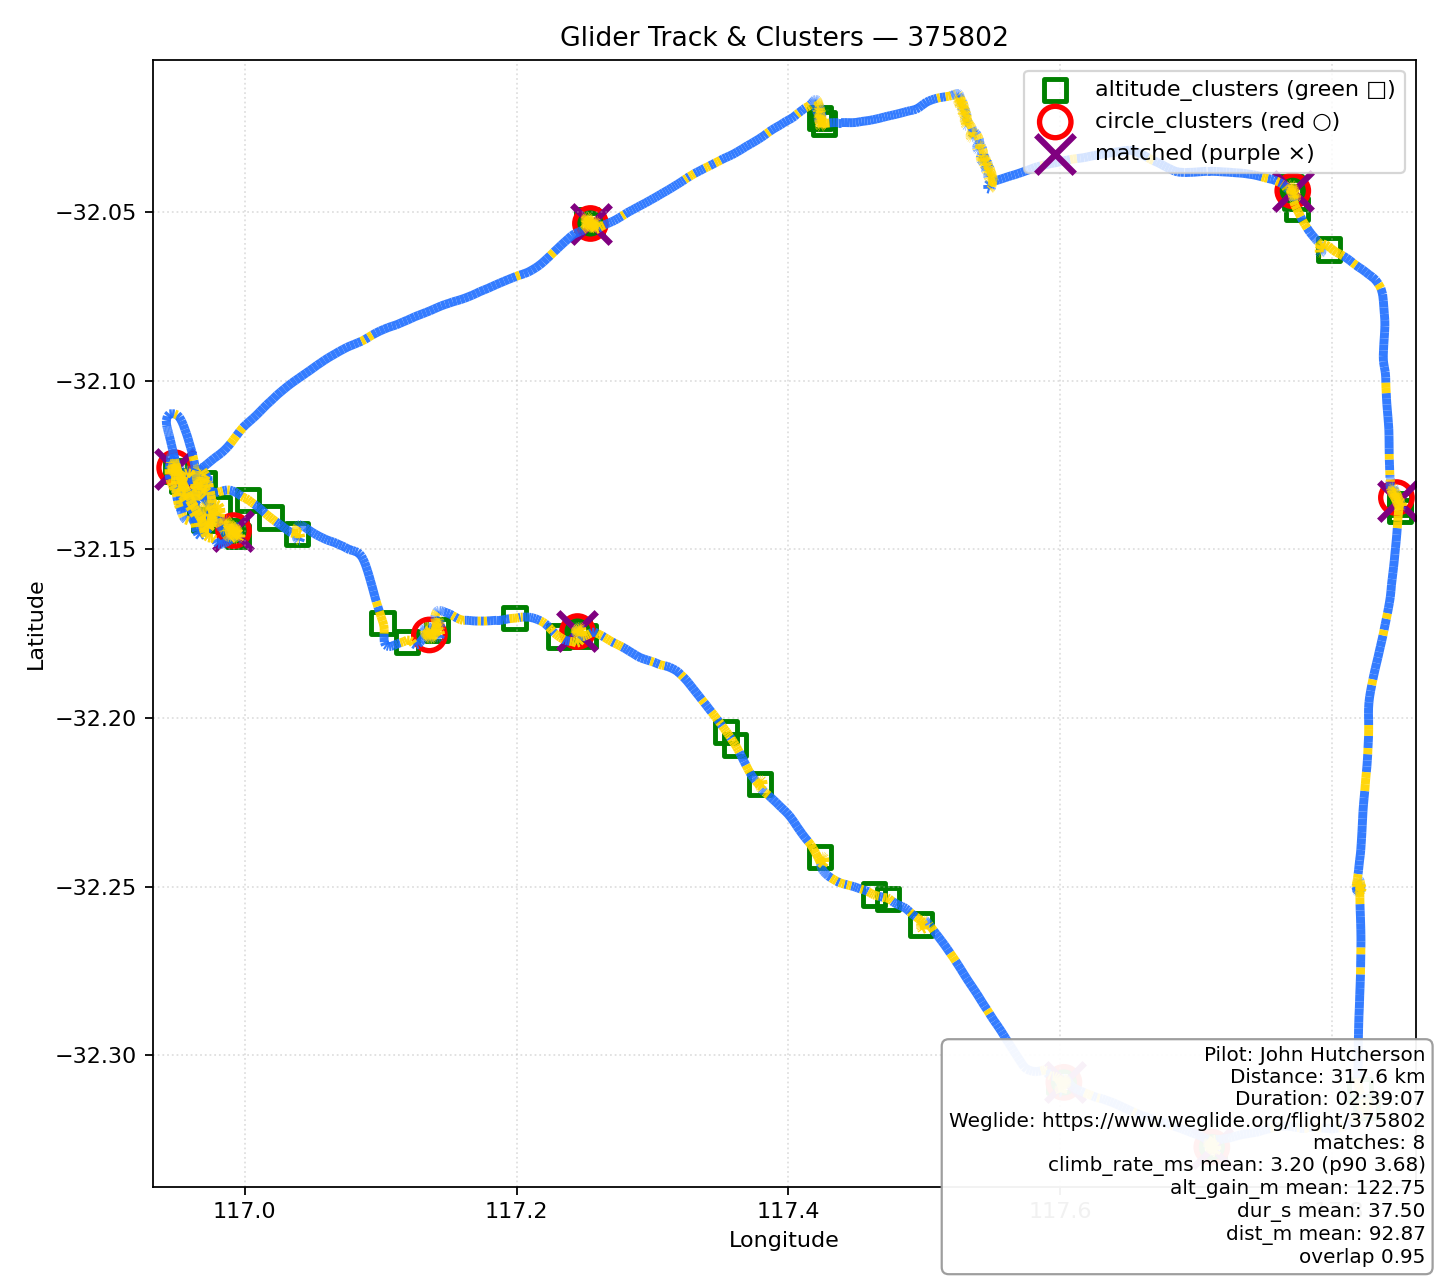 Glider Track & Clusters — 375802
altitude_clusters (green □)
circle_clusters (red ○)
matched (purple ×)
Latitude
−32.05
−32.10
−32.15
−32.20
−32.25
−32.30
117.0
117.2
117.4
117.6
Longitude
Pilot: John Hutcherson
Distance: 317.6 km
Duration: 02:39:07
Weglide: https://www.weglide.org/flight/375802
matches: 8
climb_rate_ms mean: 3.20 (p90 3.68)
alt_gain_m mean: 122.75
dur_s mean: 37.50
dist_m mean: 92.87
overlap 0.95